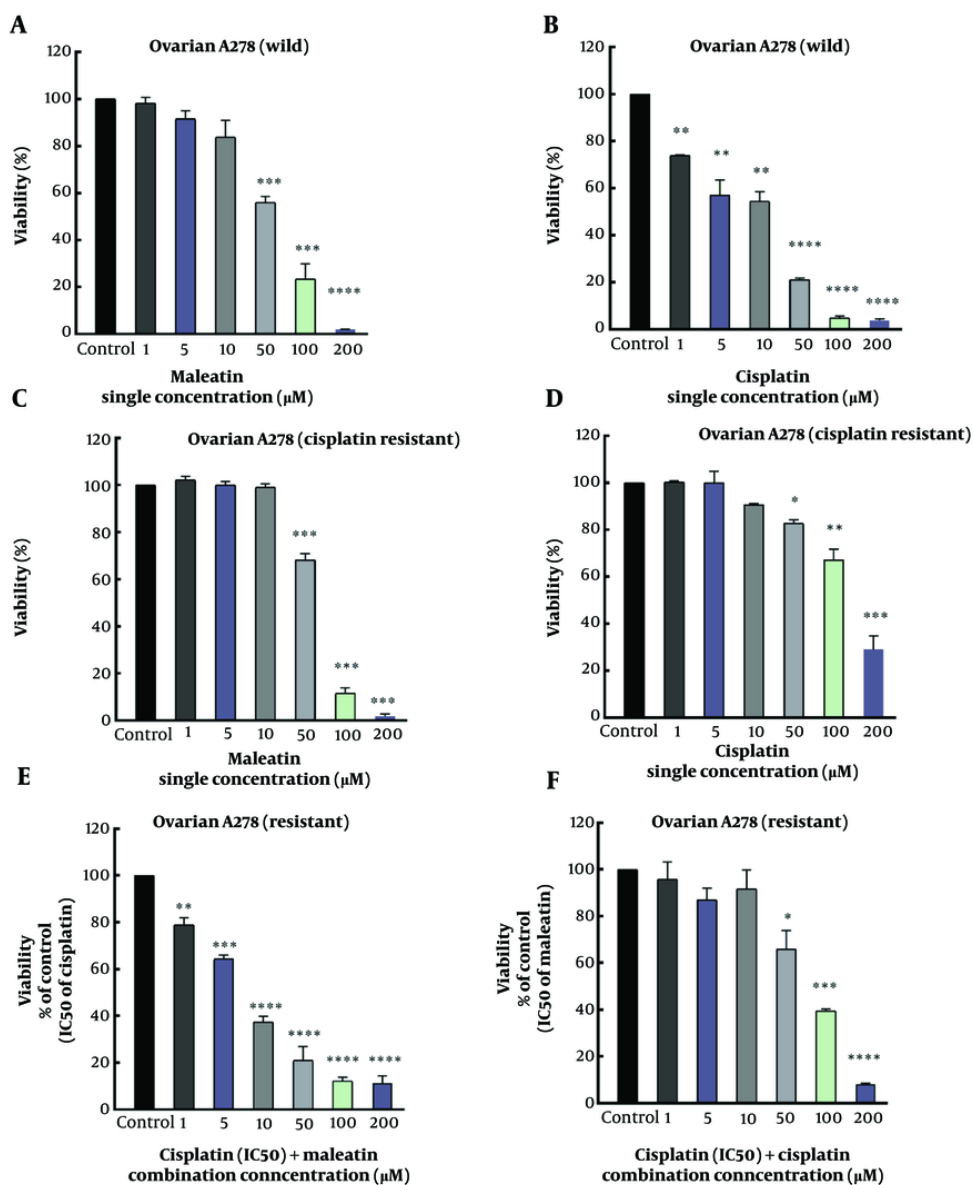 A
Ovarian A278 (wild)
120
100
80
60
40
20
0
Viability (%)
***
***
****
Control 1 5 10 50 100 200
Maleatin
single concentration (μM)
B
Ovarian A278 (wild)
120
100
80
60
40
20
0
Viability (%)
**
**
**
****
****
****
Control 1 5 10 50 100 200
Cisplatin
single concentration (μM)
C
Ovarian A278 (cisplatin resistant)
120
100
80
60
40
20
0
Viability (%)
***
***
***
Control 1 5 10 50 100 200
Maleatin
single concentration (μM)
D
Ovarian A278 (cisplatin resistant)
120
100
80
60
40
20
0
Viability (%)
*
**
***
Control 1 5 10 50 100 200
Cisplatin
single concentration (μM)
E
Ovarian A278 (resistant)
120
100
80
60
40
20
0
Viability
% of control
(IC50 of cisplatin)
**
***
****
****
****
****
Control 1 5 10 50 100 200
Cisplatin (IC50) + maleatin
combination conncentration (μM)
F
Ovarian A278 (resistant)
120
100
80
60
40
20
0
Viability
% of control
(IC50 of maleatin)
*
***
****
Control 1 5 10 50 100 200
Cisplatin (IC50) + cisplatin
combination conncentration (μM)